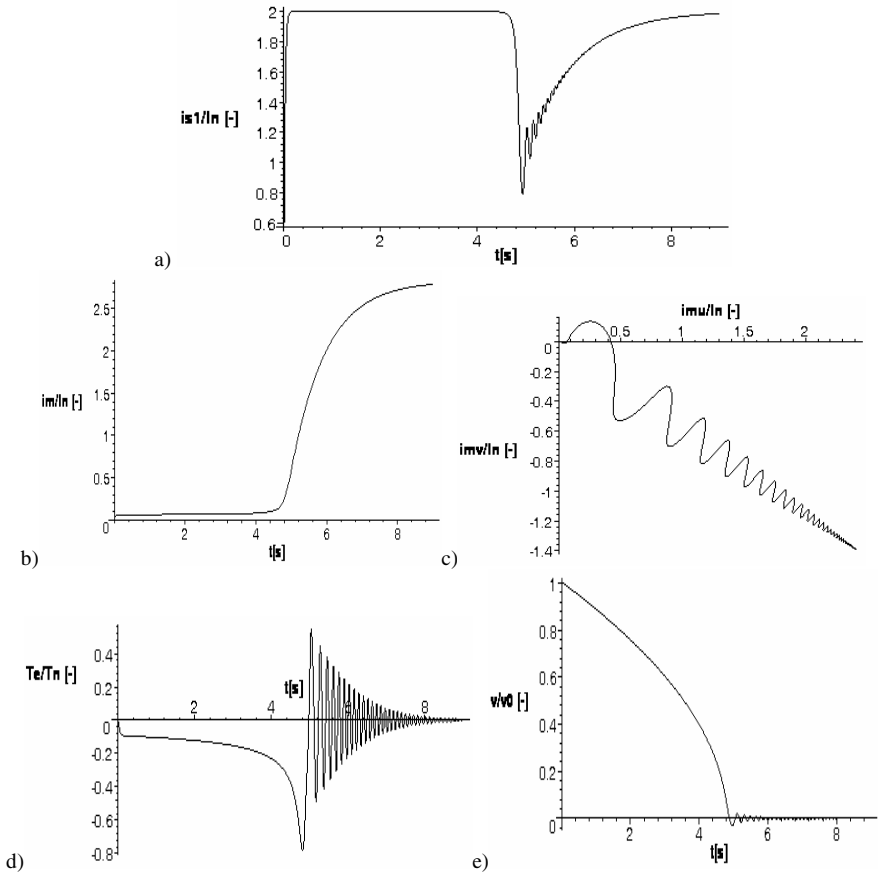 2
1.8
1.6
1.4
is1/In [-]
1.2
1
0.8
0.6
0 2 4 6 8
t[s]
a)
2.5
2
1.5
im/In [-]
1
0.5
0
2 4 6 8
t[s]
b)
imu/In [-]
0.5 1 1.5 2
0
-0.2
-0.4
-0.6
imv/In [-]
-0.8
-1
-1.2
-1.4
c)
0.4
Te/Tn [-]
0.2
t[s]
2 4 6 8
0
-0.2
-0.4
-0.6
-0.8
d)
1
0.8
0.6
v/v0 [-]
0.4
0.2
0
2 4 6 8
t[s]
e)